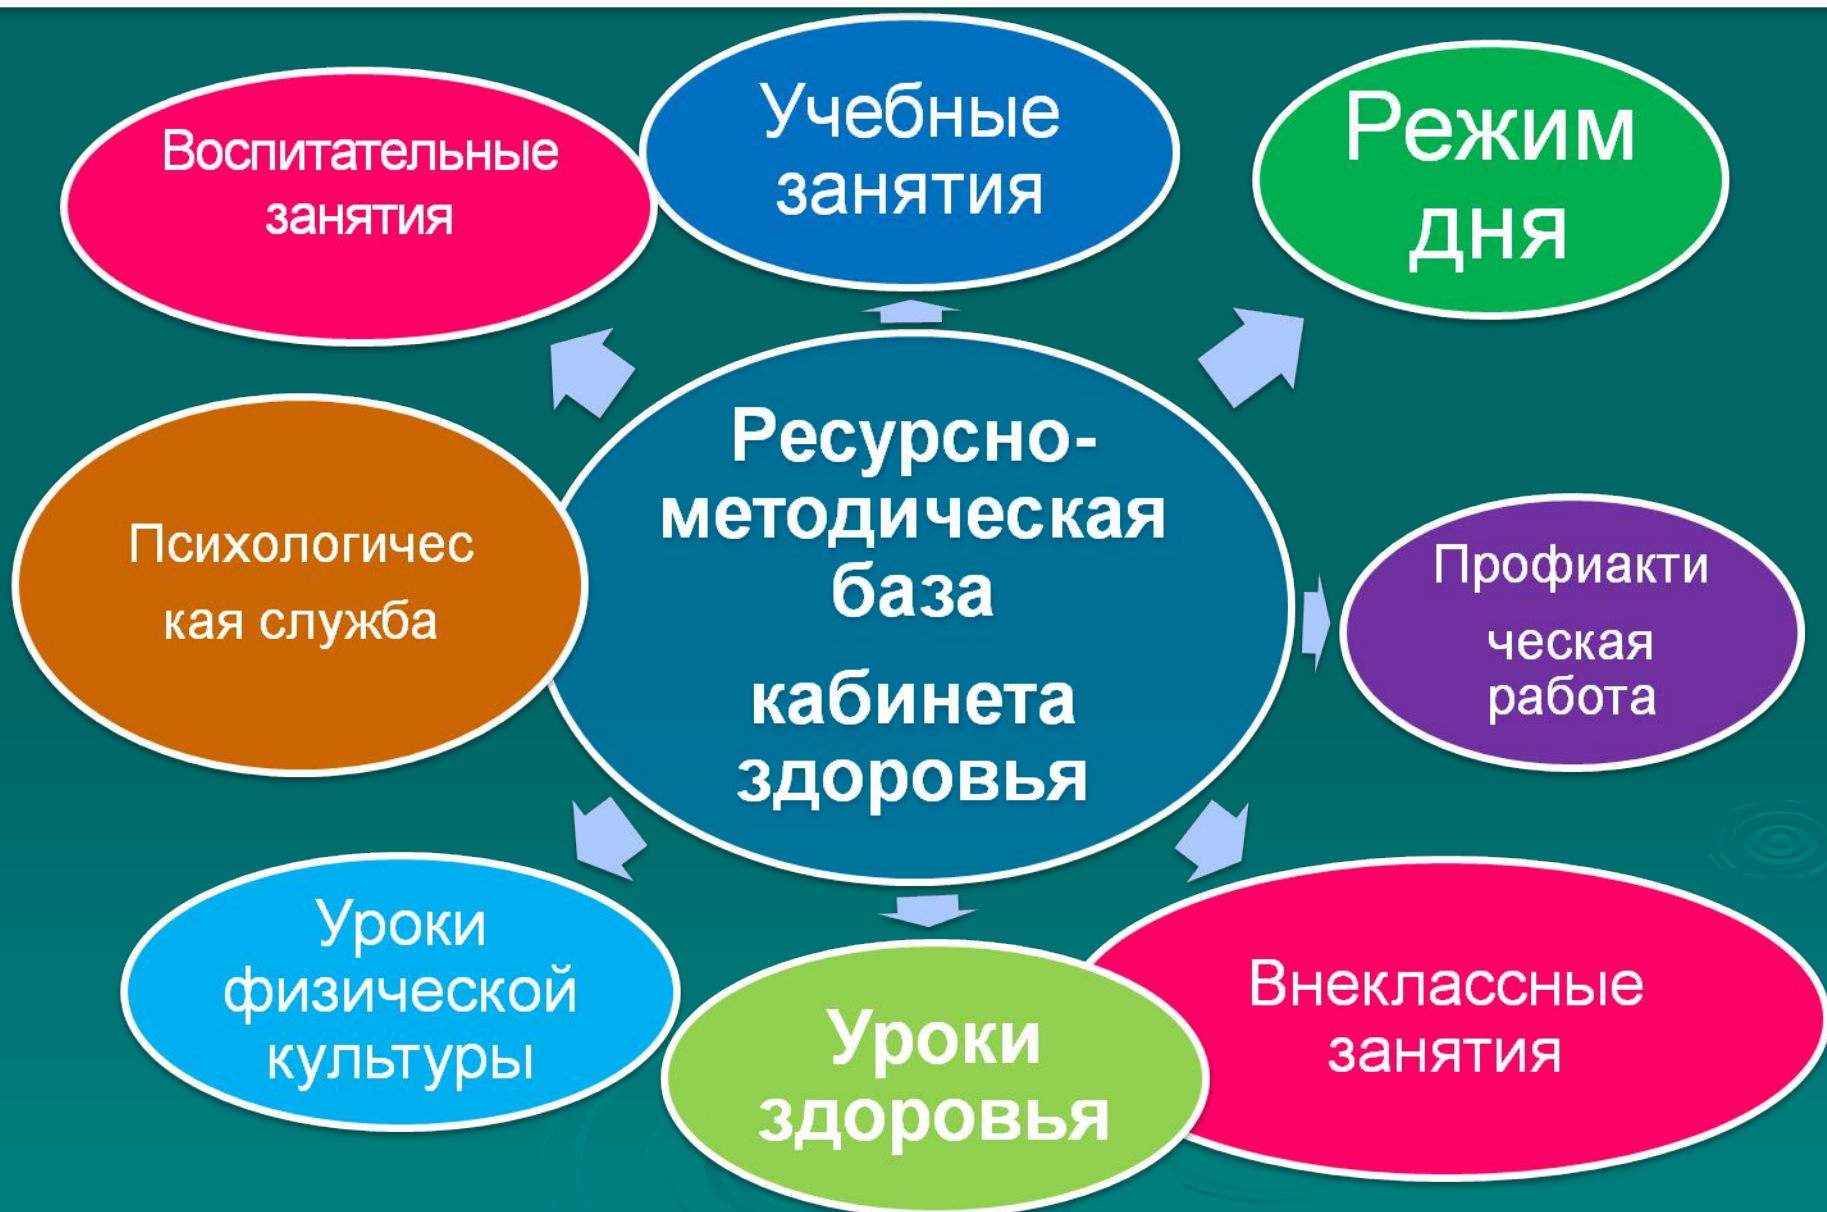 Воспитательные
занятия
Учебные
занятия
Режим
дня
Психологичес
кая служба
Ресурсно-
методическая
база
кабинета
здоровья
Профиакти
ческая
работа
Уроки
физической
культуры
Уроки
здоровья
Внеклассные
занятия